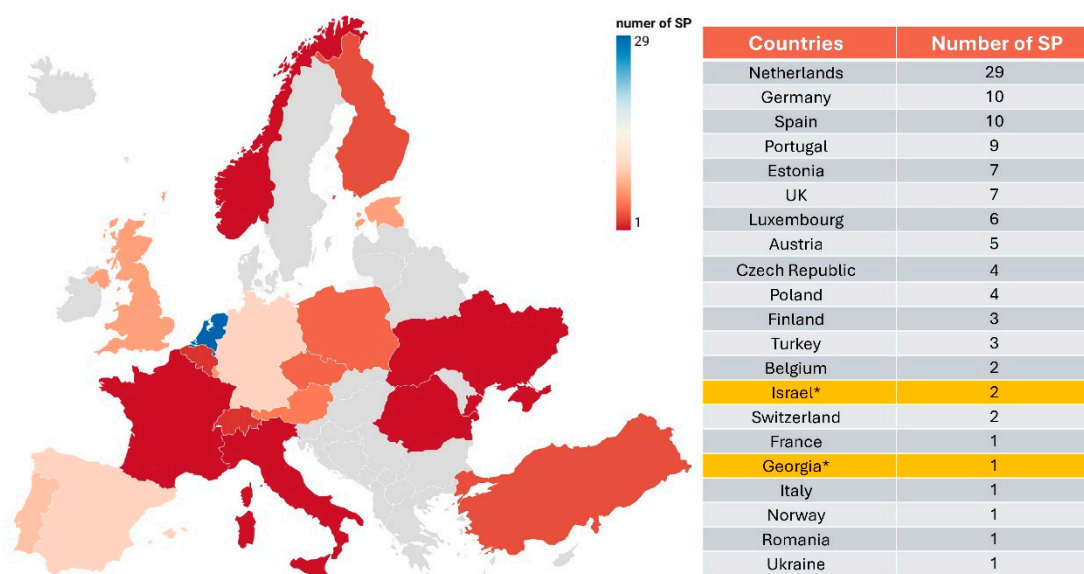 numer of SP
29
1
Countries Number of SP
Netherlands 29
Germany 10
Spain 10
Portugal 9
Estonia 7
UK 7
Luxembourg 6
Austria 5
Czech Republic 4
Poland 4
Finland 3
Turkey 3
Belgium 2
Israel* 2
Switzerland 2
France 1
Georgia* 1
Italy 1
Norway 1
Romania 1
Ukraine 1